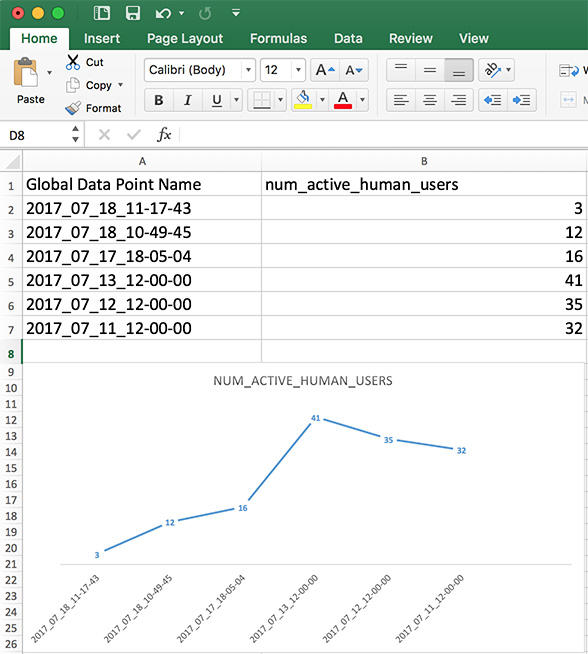 Home Insert Page Layout Formulas Data Review View
Cut
Copy
Format
Paste
Calibri (Body) 12 A A
B I U A
D8 fx
A B
1 Global Data Point Name num_active_human_users
2 2017_07_18_11-17-43 3
3 2017_07_18_10-49-45 12
4 2017_07_17_18-05-04 16
5 2017_07_13_12-00-00 41
6 2017_07_12_12-00-00 35
7 2017_07_11_12-00-00 32
8
9
NUM_ACTIVE_HUMAN_USERS
10
11
12
13
14
15
16
17
18
19
20
21
22
23
24
25
26
41
35
32
16
12
3
2017_07_18_11-17-43
2017_07_18_10-49-45
2017_07_17_18-05-04
2017_07_13_12-00-00
2017_07_12_12-00-00
2017_07_11_12-00-00